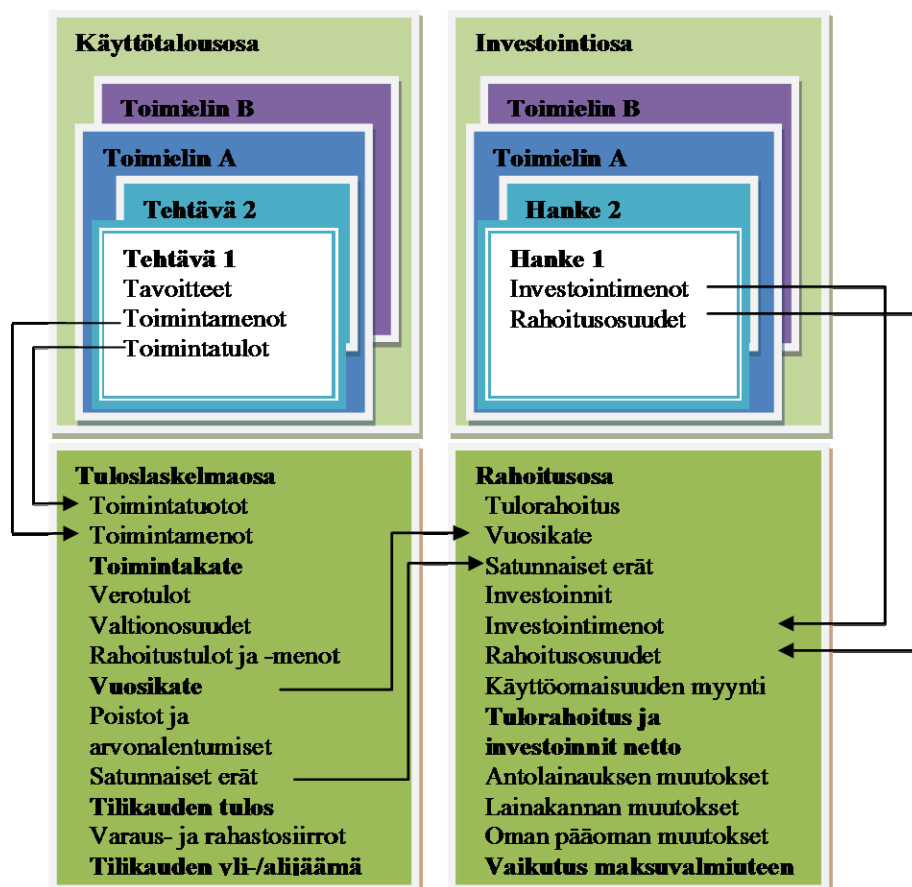 Käyttötalousosa
Toimielin B
Toimielin A
Tehtävä 2
Tehtävä 1
Tavoitteet
Toimintamenot
Toimintatulot
Investointiosa
Toimielin B
Toimielin A
Hanke 2
Hanke 1
Investointimenot
Rahoitusosuudet
Tuloslaskelmaosa
Toimintatuotot
Toimintamenot
Toimintakate
Verotulot
Valtionosuudet
Rahoitustulot ja -menot
Vuosikate
Poistot ja
arvonalentumiset
Satunnaiset erät
Tilikauden tulos
Varaus- ja rahastosiirrot
Tilikauden yli-/alijäämä
Rahoitusosa
Tulorahoitus
Vuosikate
Satunnaiset erät
Investoinnit
Investointimenot
Rahoitusosuudet
Käyttöomaisuuden myynti
Tulorahoitus ja
investoinnit netto
Antolainauksen muutokset
Lainakannan muutokset
Oman pääoman muutokset
Vaikutus maksuvalmiuteen